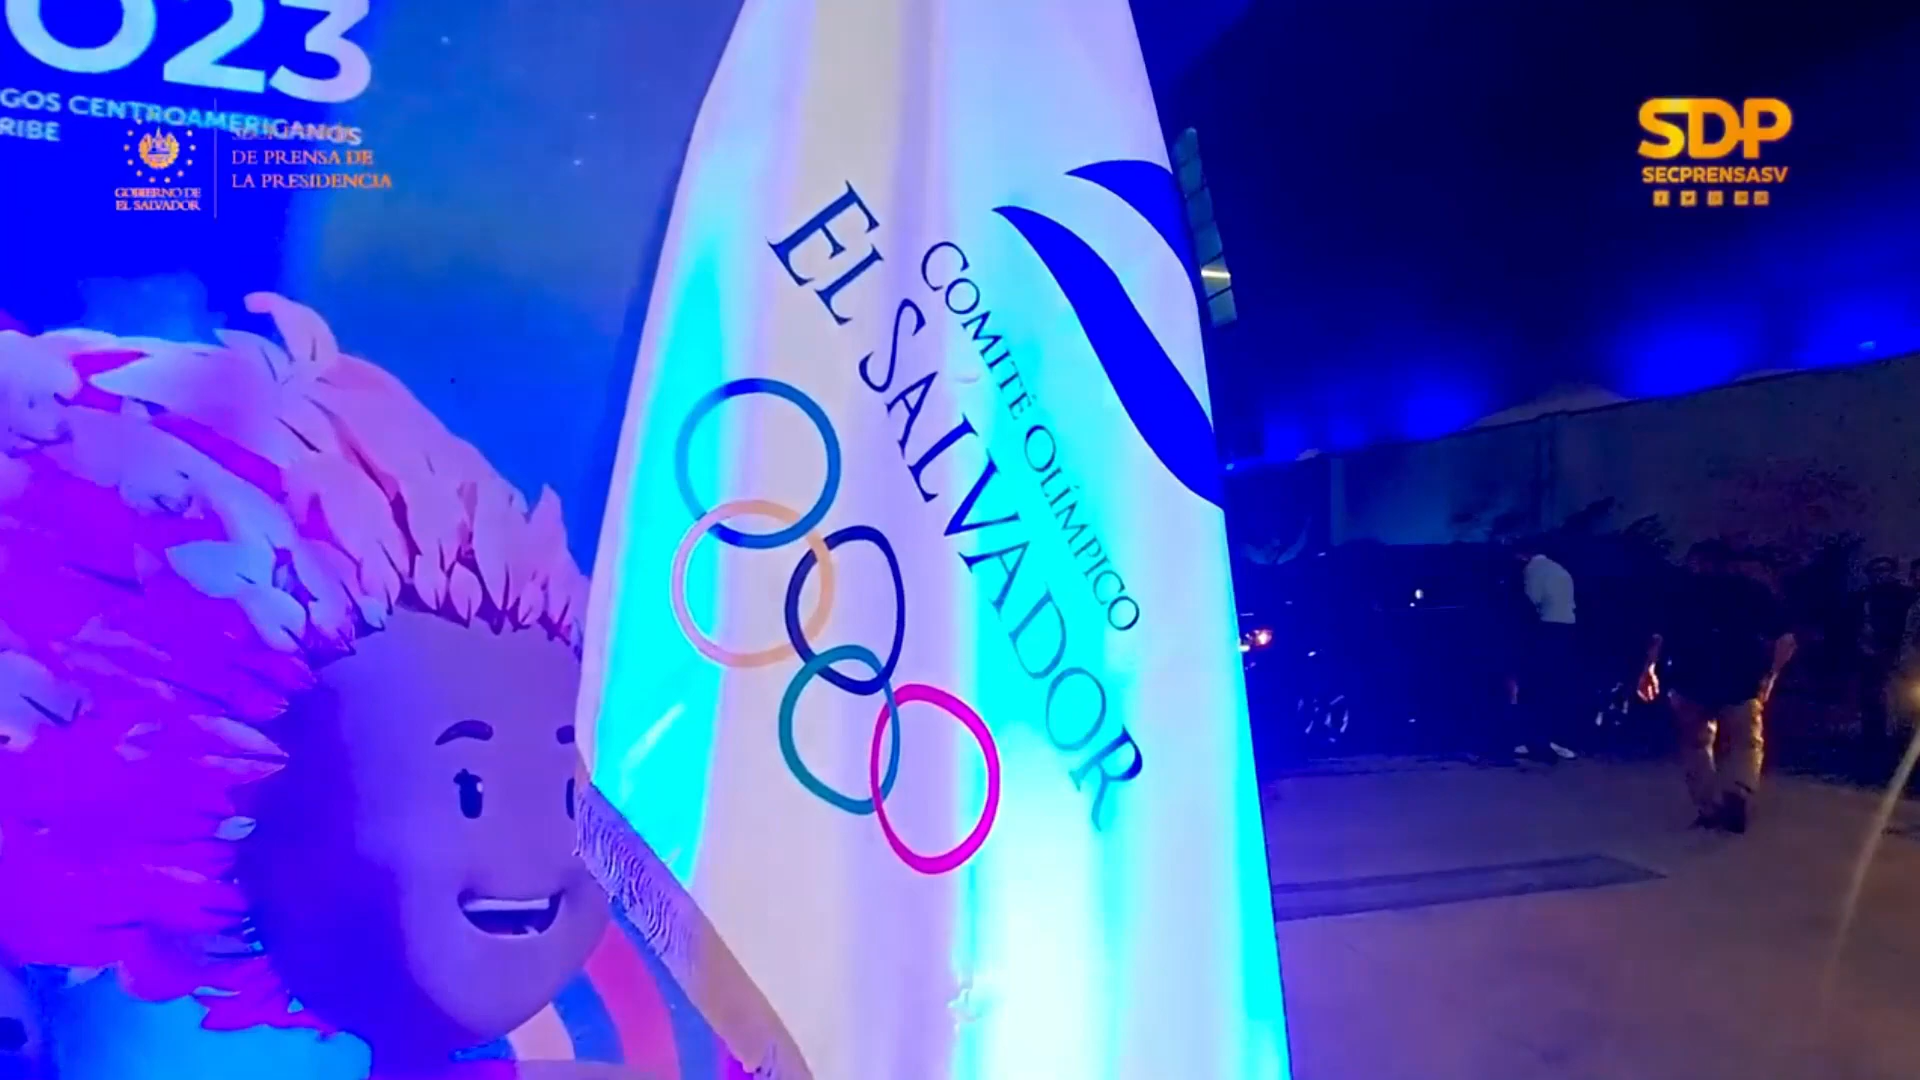 023
GOS CENTROAMERICANOS
RIBE
GOBIERNO DE
EL SALVADOR
DE PRENSA DE
LA PRESIDENCIA
SDP
SECPRENSASV
COMITÉ OLÍMPICO
EL SALVADOR